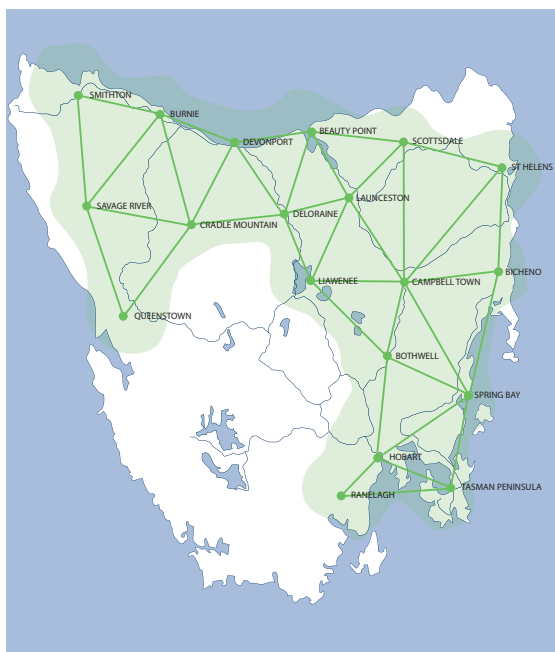 SMITHTON
BURNIE
BEAUTY POINT
DEVONPORT
SCOTTSDALE
ST HELENS
SAVAGE RIVER
LAUNCESTON
DELORAINE
CRADLE MOUNTAIN
BICHENO
LIAWENEE
CAMPBELL TOWN
QUEENSTOWN
BOTHWELL
SPRING BAY
HOBART
TASMAN PENINSULA
RANELAGH